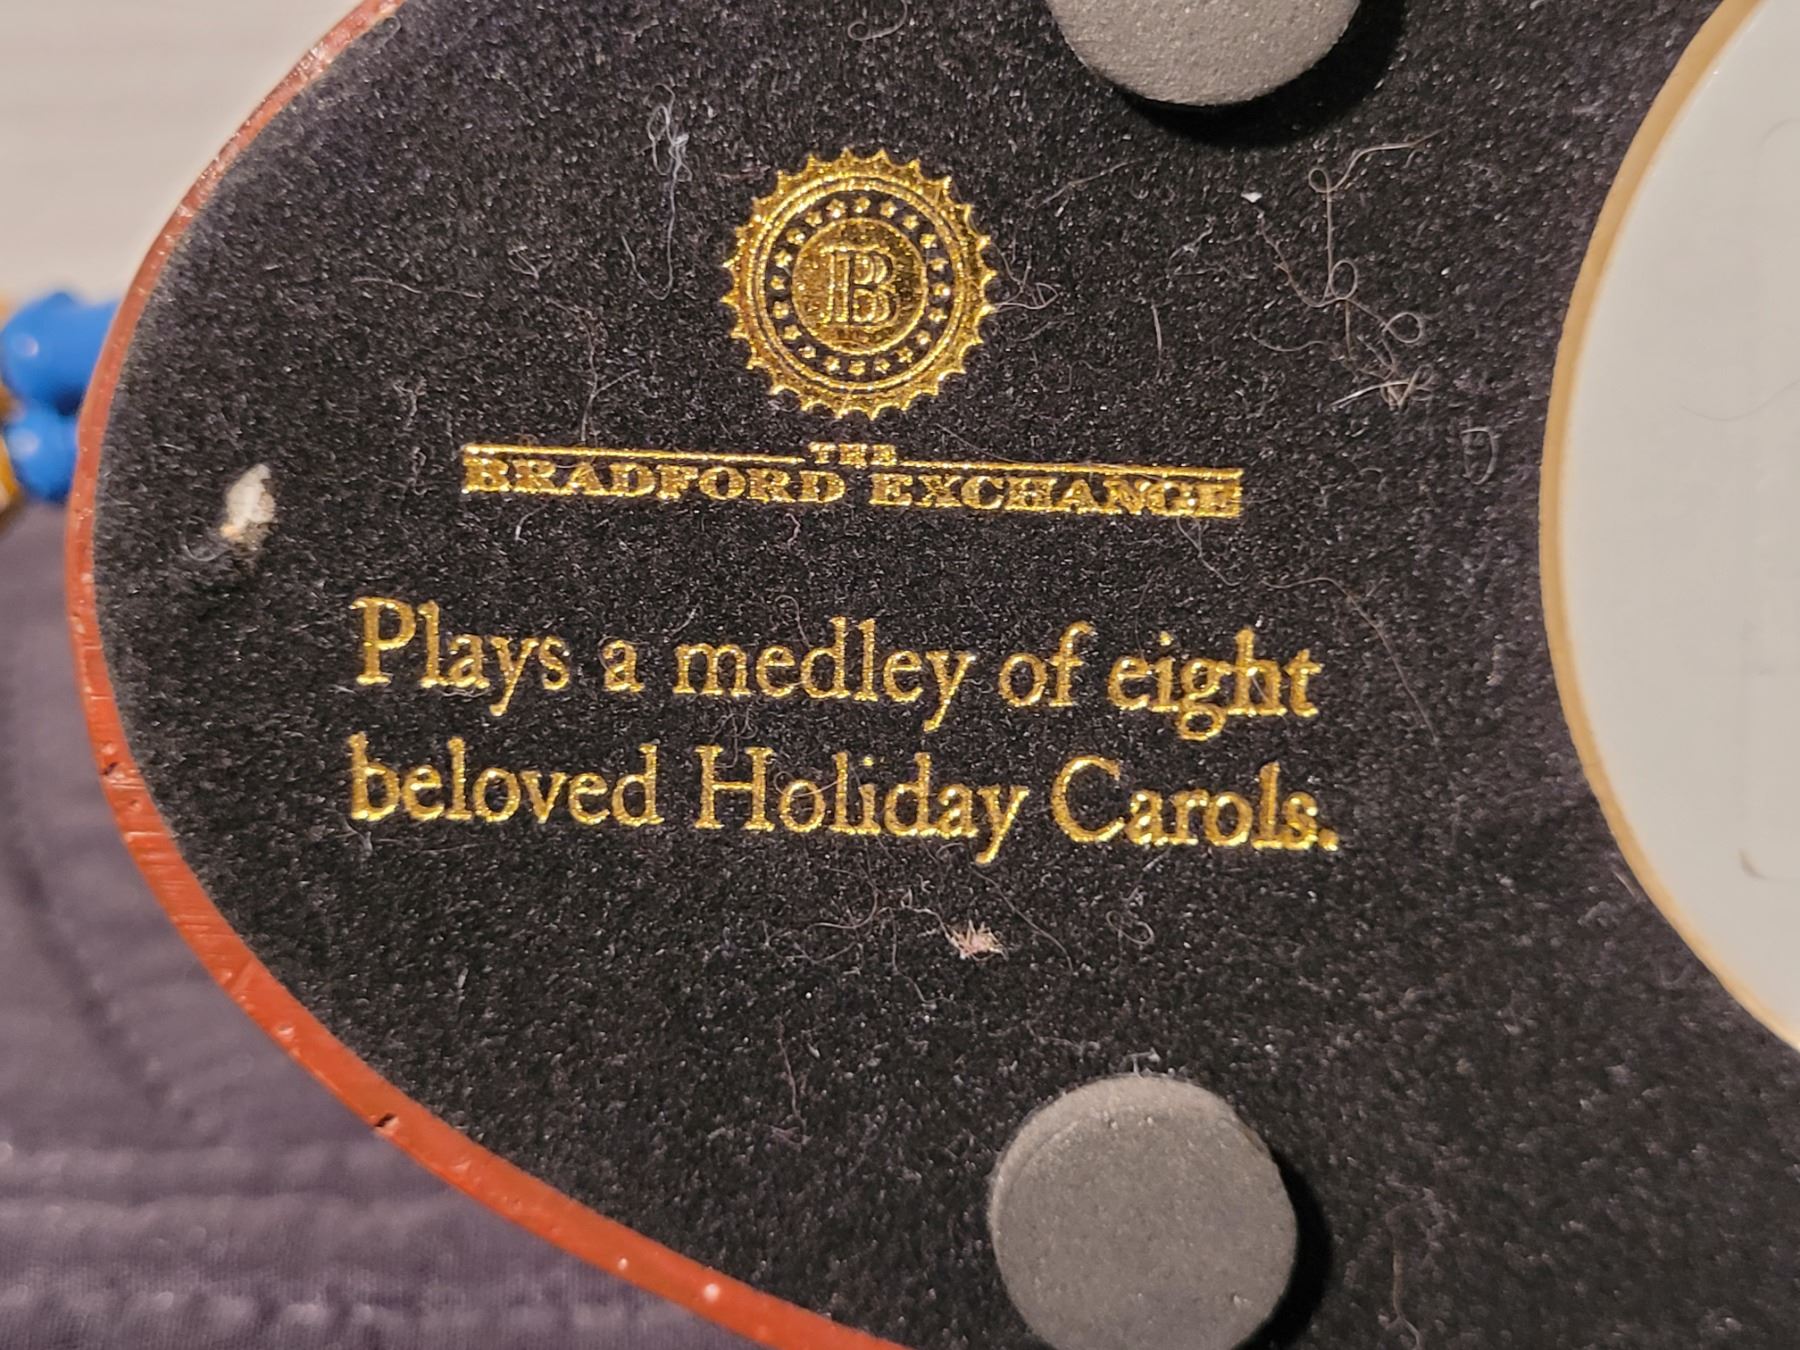 B
THE
BRADFORD EXCHANGE
Plays a medley of eight
beloved Holiday Carols.